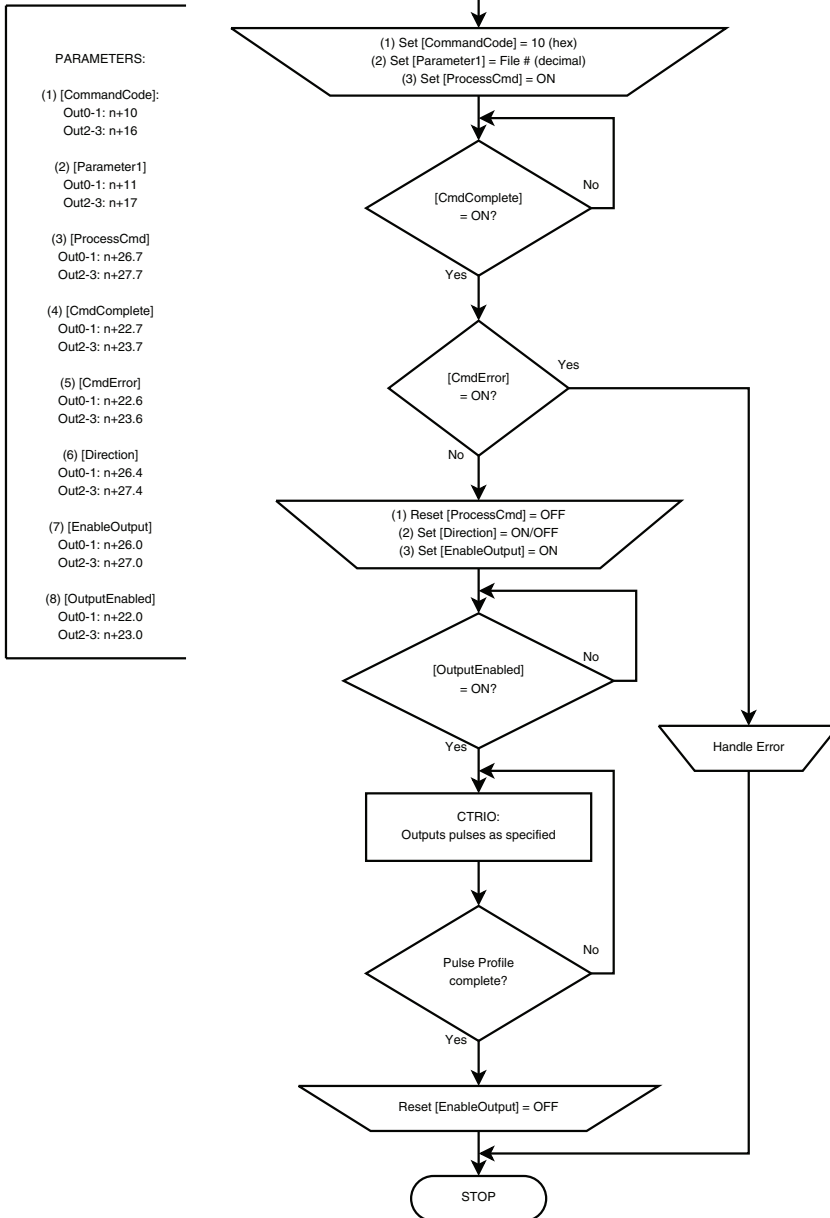 PARAMETERS:
(1) [CommandCode]:
Out0-1: n+10
Out2-3: n+16
(2) [Parameter1]
Out0-1: n+11
Out2-3: n+17
(3) [ProcessCmd]
Out0-1: n+26.7
Out2-3: n+27.7
(4) [CmdComplete]
Out0-1: n+22.7
Out2-3: n+23.7
(5) [CmdError]
Out0-1: n+22.6
Out2-3: n+23.6
(6) [Direction]
Out0-1: n+26.4
Out2-3: n+27.4
(7) [EnableOutput]
Out0-1: n+26.0
Out2-3: n+27.0
(8) [OutputEnabled]
Out0-1: n+22.0
Out2-3: n+23.0
(1) Set [CommandCode] = 10 (hex)
(2) Set [Parameter1] = File # (decimal)
(3) Set [ProcessCmd] = ON
[CmdComplete]
= ON?
No
Yes
[CmdError]
= ON?
Yes
No
(1) Reset [ProcessCmd] = OFF
(2) Set [Direction] = ON/OFF
(3) Set [EnableOutput] = ON
[OutputEnabled]
= ON?
No
Yes
Handle Error
CTRIO:
Outputs pulses as specified
Pulse Profile
complete?
No
Yes
Reset [EnableOutput] = OFF
STOP